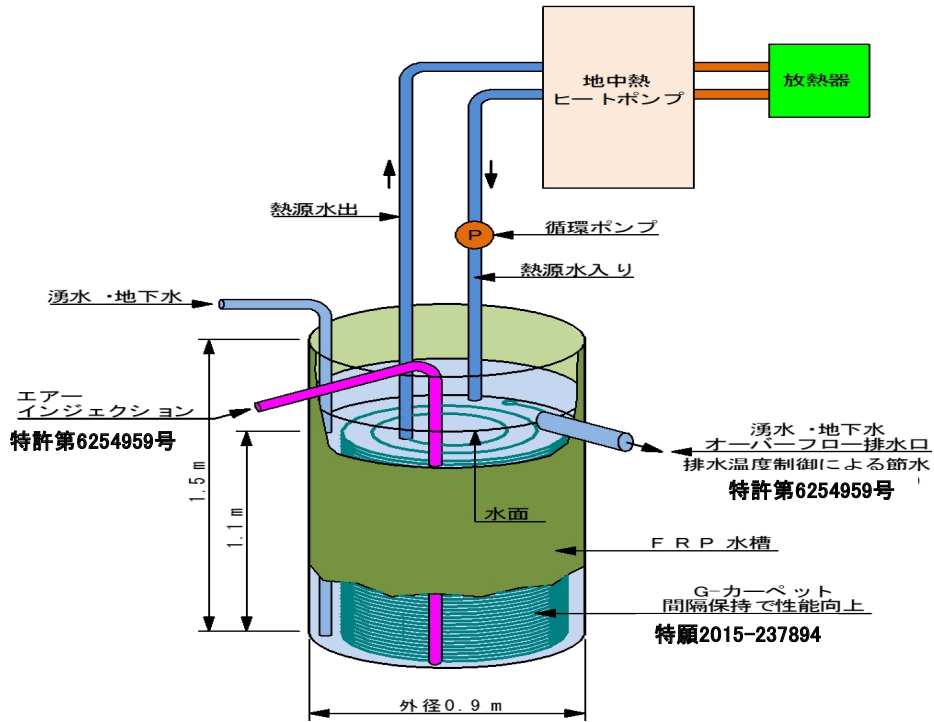 地中熱
ヒートポンプ
放熱器
熱源水出
P
循環ポンプ
熱源水入り
湧水・地下水
エアー
インジェクション
特許第6254959号
湧水・地下水
オーバーフロー排水口
排水温度制御による節水
特許第6254959号
1.5m
1.1m
水面
ＦＲＰ水槽
G-カーペット
間隔保持で性能向上
特願2015-237894
外径0.9m